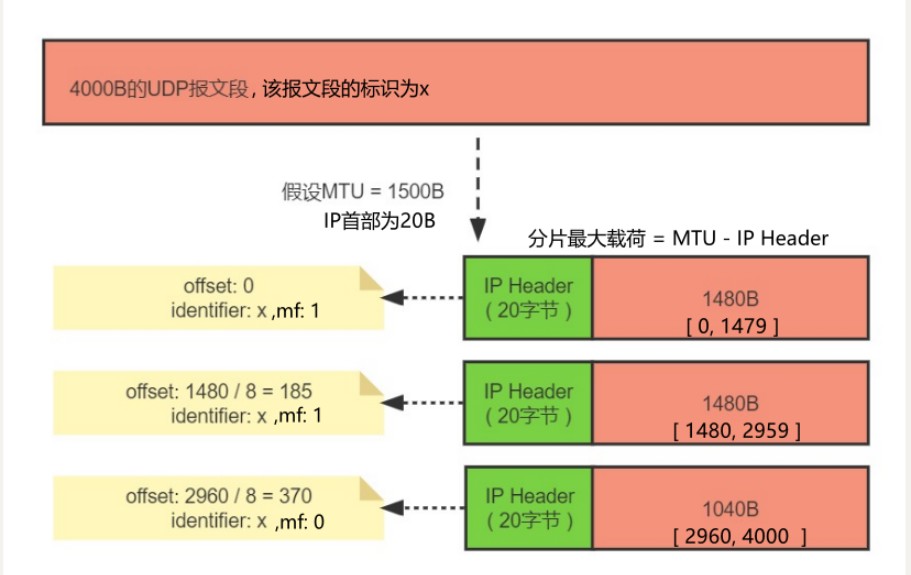 4000B的UDP报文段,该报文段的标识为x
假设MTU = 1500B
IP首部为20B
分片最大载荷 = MTU - IP Header
offset: 0
identifier: x ,mf: 1
IP Header
(20字节)
1480B
[ 0, 1479 ]
offset: 1480 / 8 = 185
identifier: x ,mf: 1
IP Header
(20字节)
1480B
[ 1480, 2959 ]
offset: 2960 / 8 = 370
identifier: x ,mf: 0
IP Header
(20字节)
1040B
[ 2960, 4000 ]